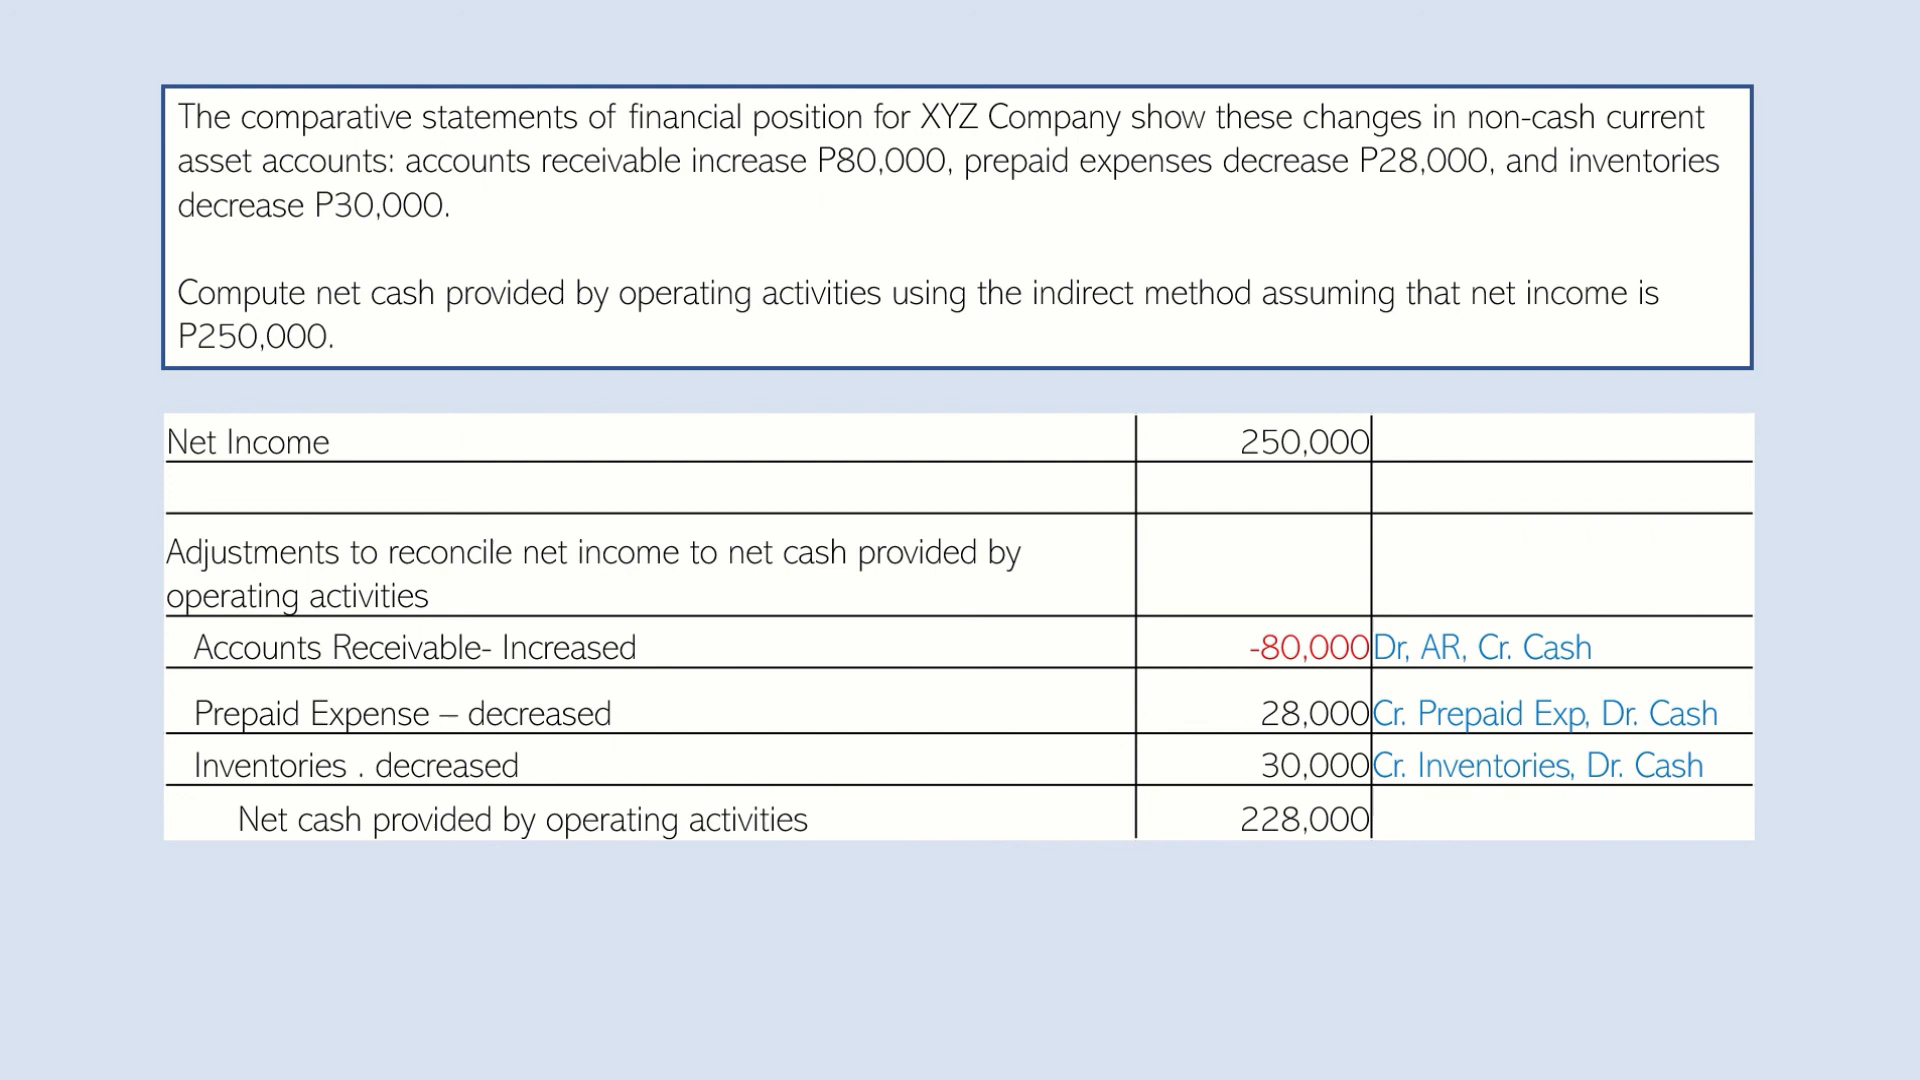 The comparative statements of financial position for XYZ Company show these changes in non-cash current
asset accounts: accounts receivable increase P80,000, prepaid expenses decrease P28,000, and inventories
decrease P30,000.
Compute net cash provided by operating activities using the indirect method assuming that net income is
P250,000.
Net Income 250,000
Adjustments to reconcile net income to net cash provided by
operating activities
Accounts Receivable- Increased -80,000 Dr, AR, Cr. Cash
Prepaid Expense – decreased 28,000 Cr. Prepaid Exp, Dr. Cash
Inventories . decreased 30,000 Cr. Inventories, Dr. Cash
Net cash provided by operating activities 228,000